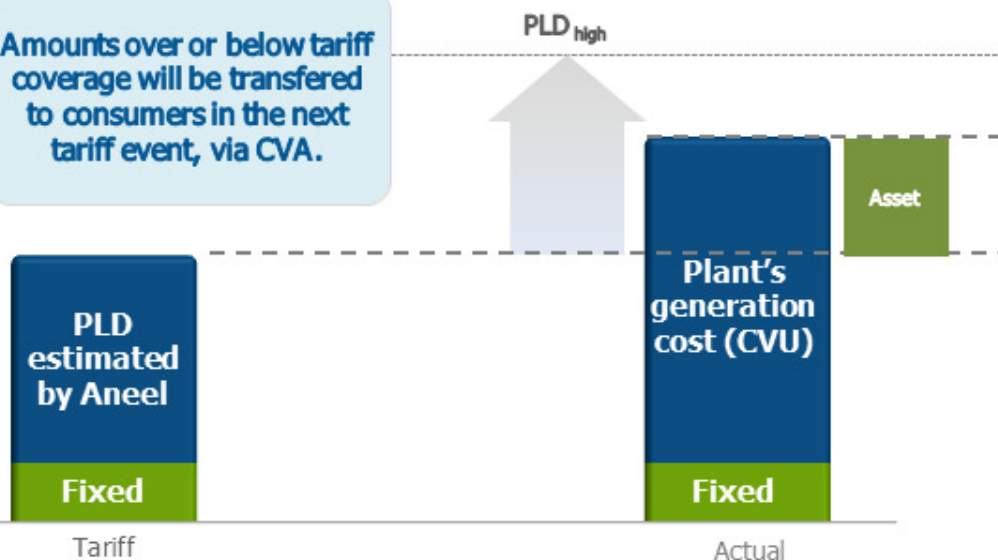 PLD high
Amounts over or below tariff
coverage will be transfered
to consumers in the next
tariff event, via CVA.
Asset
Plant's
generation
cost (CVU)
PLD
estimated
by Aneel
Fixed
Fixed
Tariff
Actual